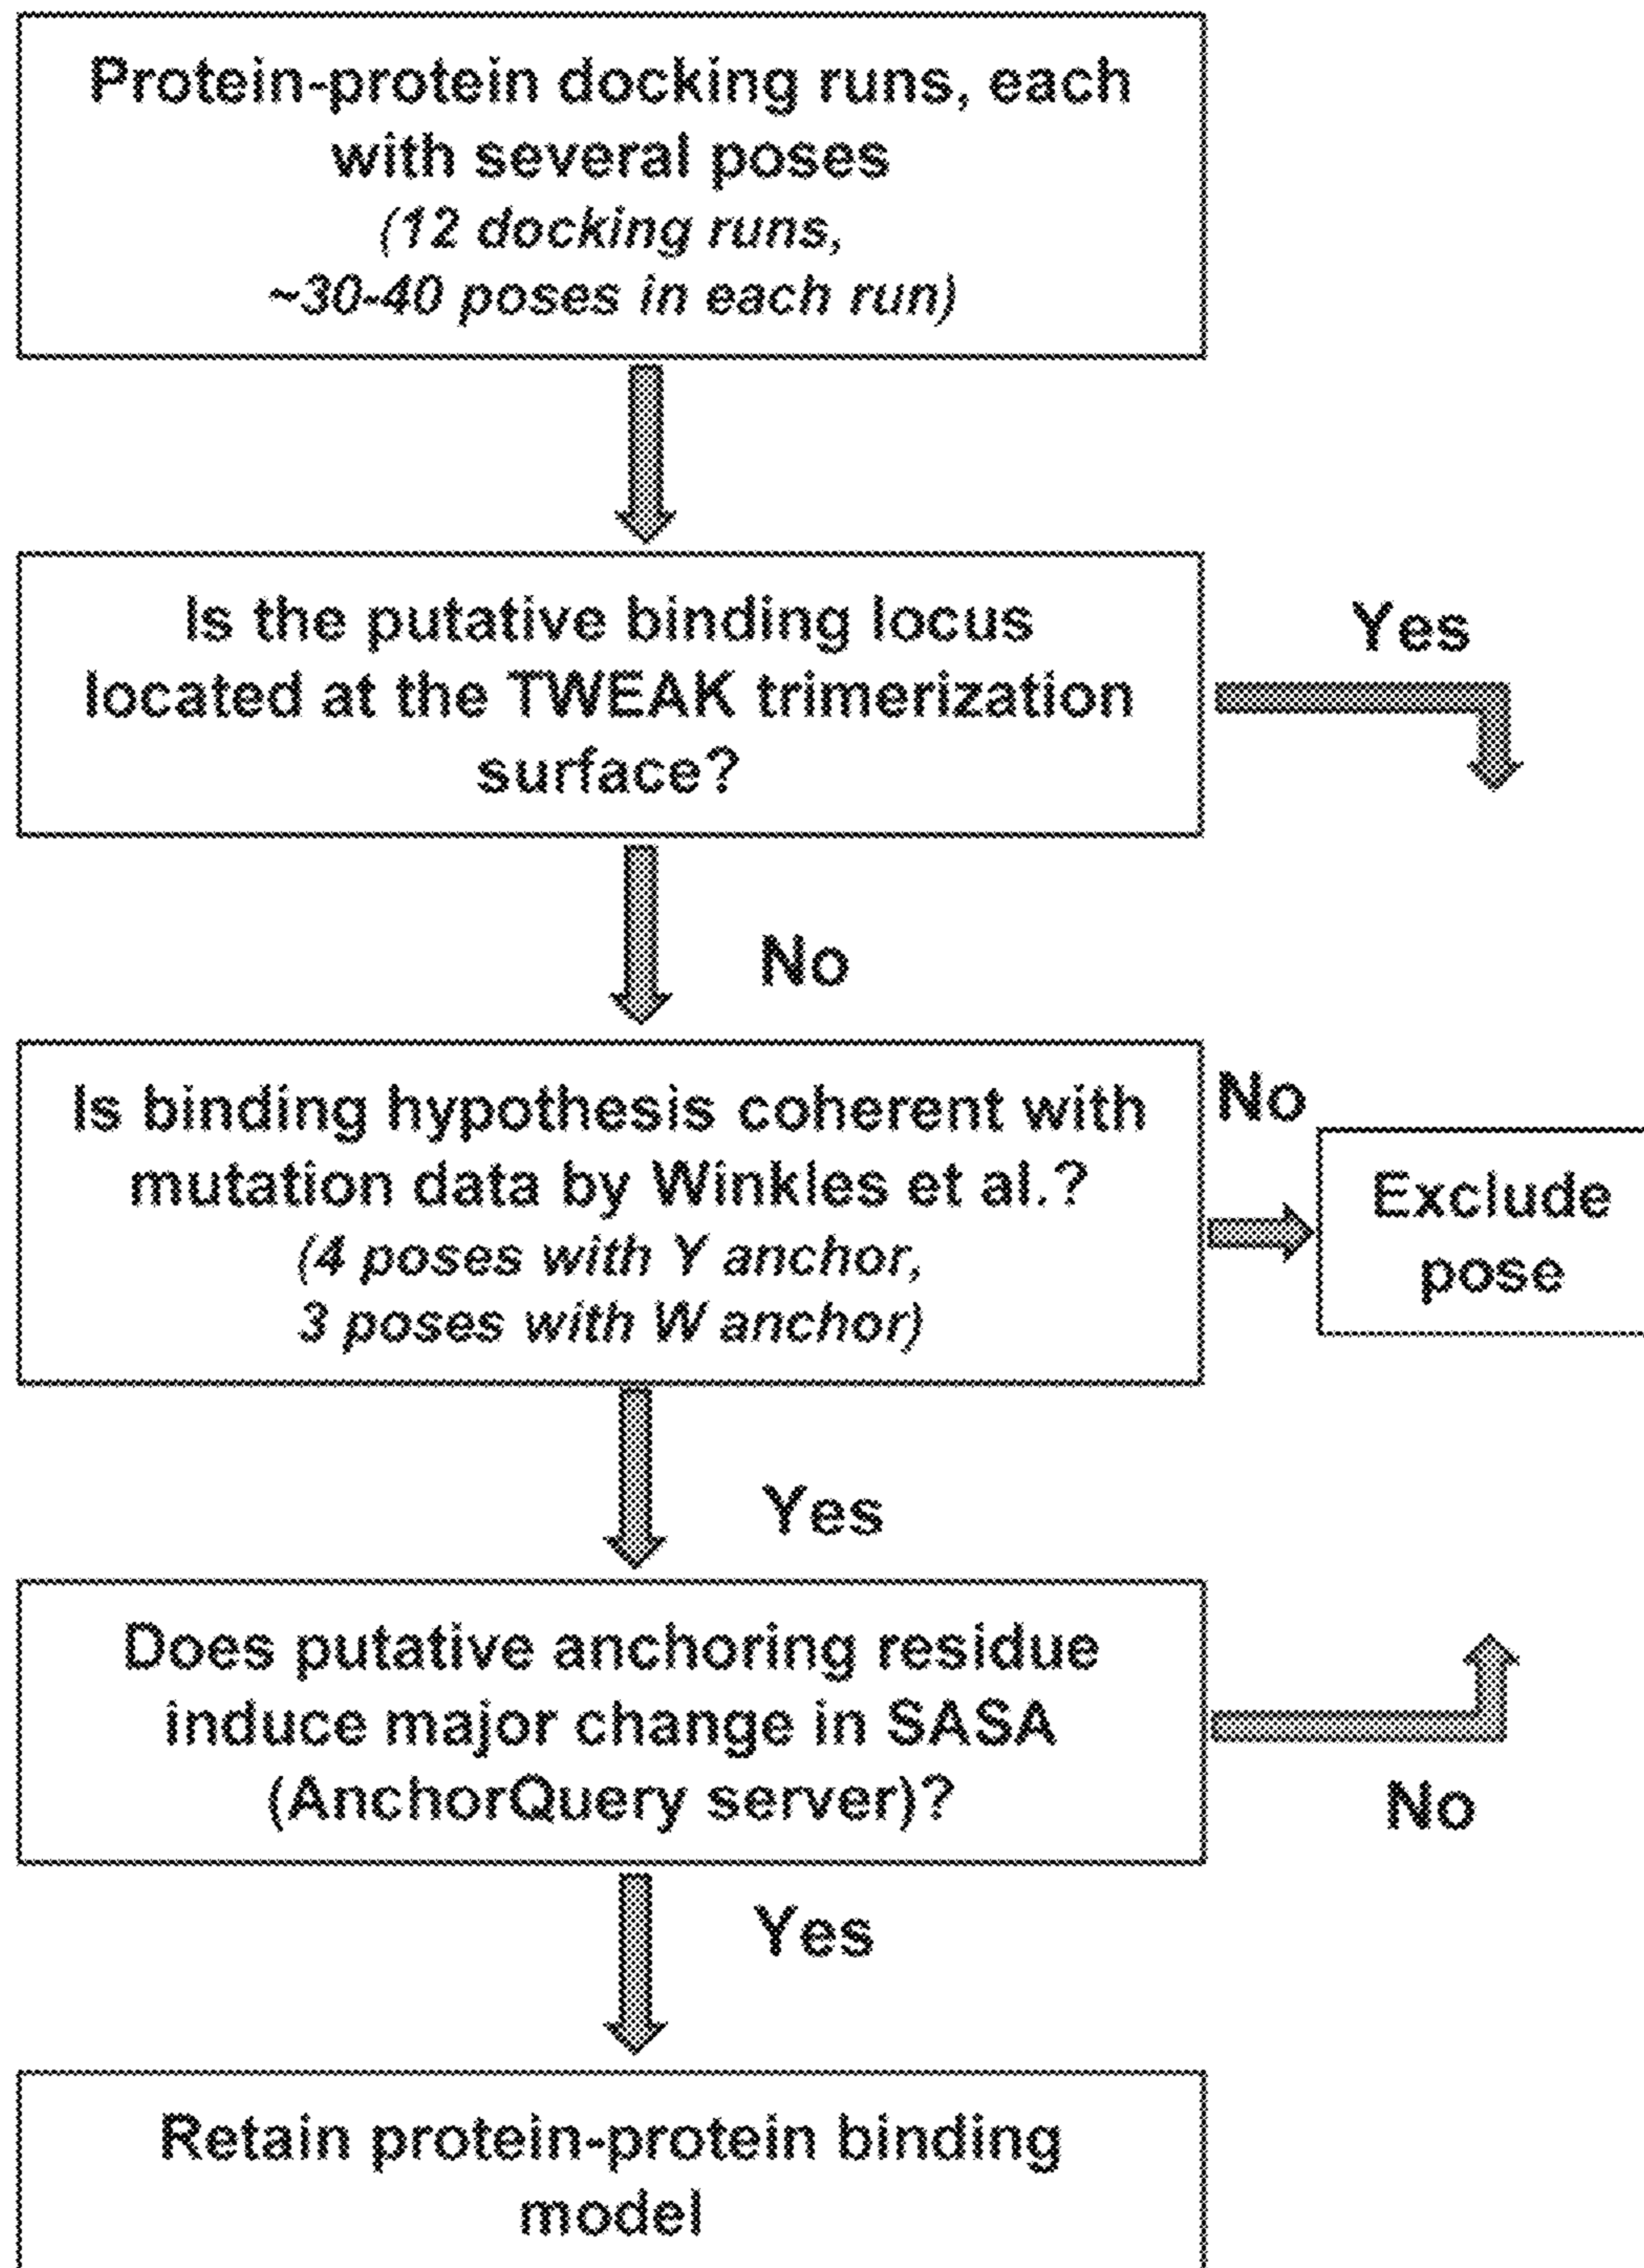 Protein-protein docking runs, each
with several poses
(12 docking runs,
~30-40 poses in each run)
Is the putative binding locus
located at the TWEAK trimerization
surface?
Yes
No
Is binding hypothesis coherent with
mutation data by Winkles et al.?
(4 poses with Y anchor,
3 poses with W anchor)
No
Exclude
pose
Yes
Does putative anchoring residue
induce major change in SASA
(AnchorQuery server)?
No
Yes
Retain protein-protein binding
model